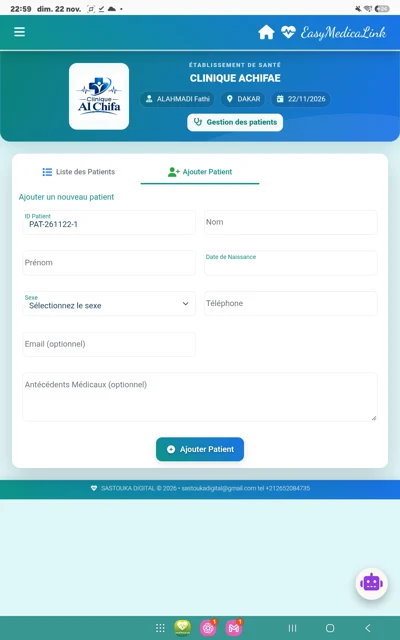 22:59 dim. 22 nov.
EasyMedicaLink
ÉTABLISSEMENT DE SANTÉ
CLINIQUE ACHIFAE
Clinique
Al Chifa
ALAHMADI Fathi DAKAR 22/11/2026
Gestion des patients
Liste des Patients Ajouter Patient
Ajouter un nouveau patient
ID Patient
PAT-261122-1
Nom
Prénom
Date de Naissance
Sexe
Sélectionnez le sexe
Téléphone
Email (optionnel)
Antécédents Médicaux (optionnel)
Ajouter Patient
SASTOUKA DIGITAL © 2026 • sastoukadigital@gmail.com tel +212652084735
1 1